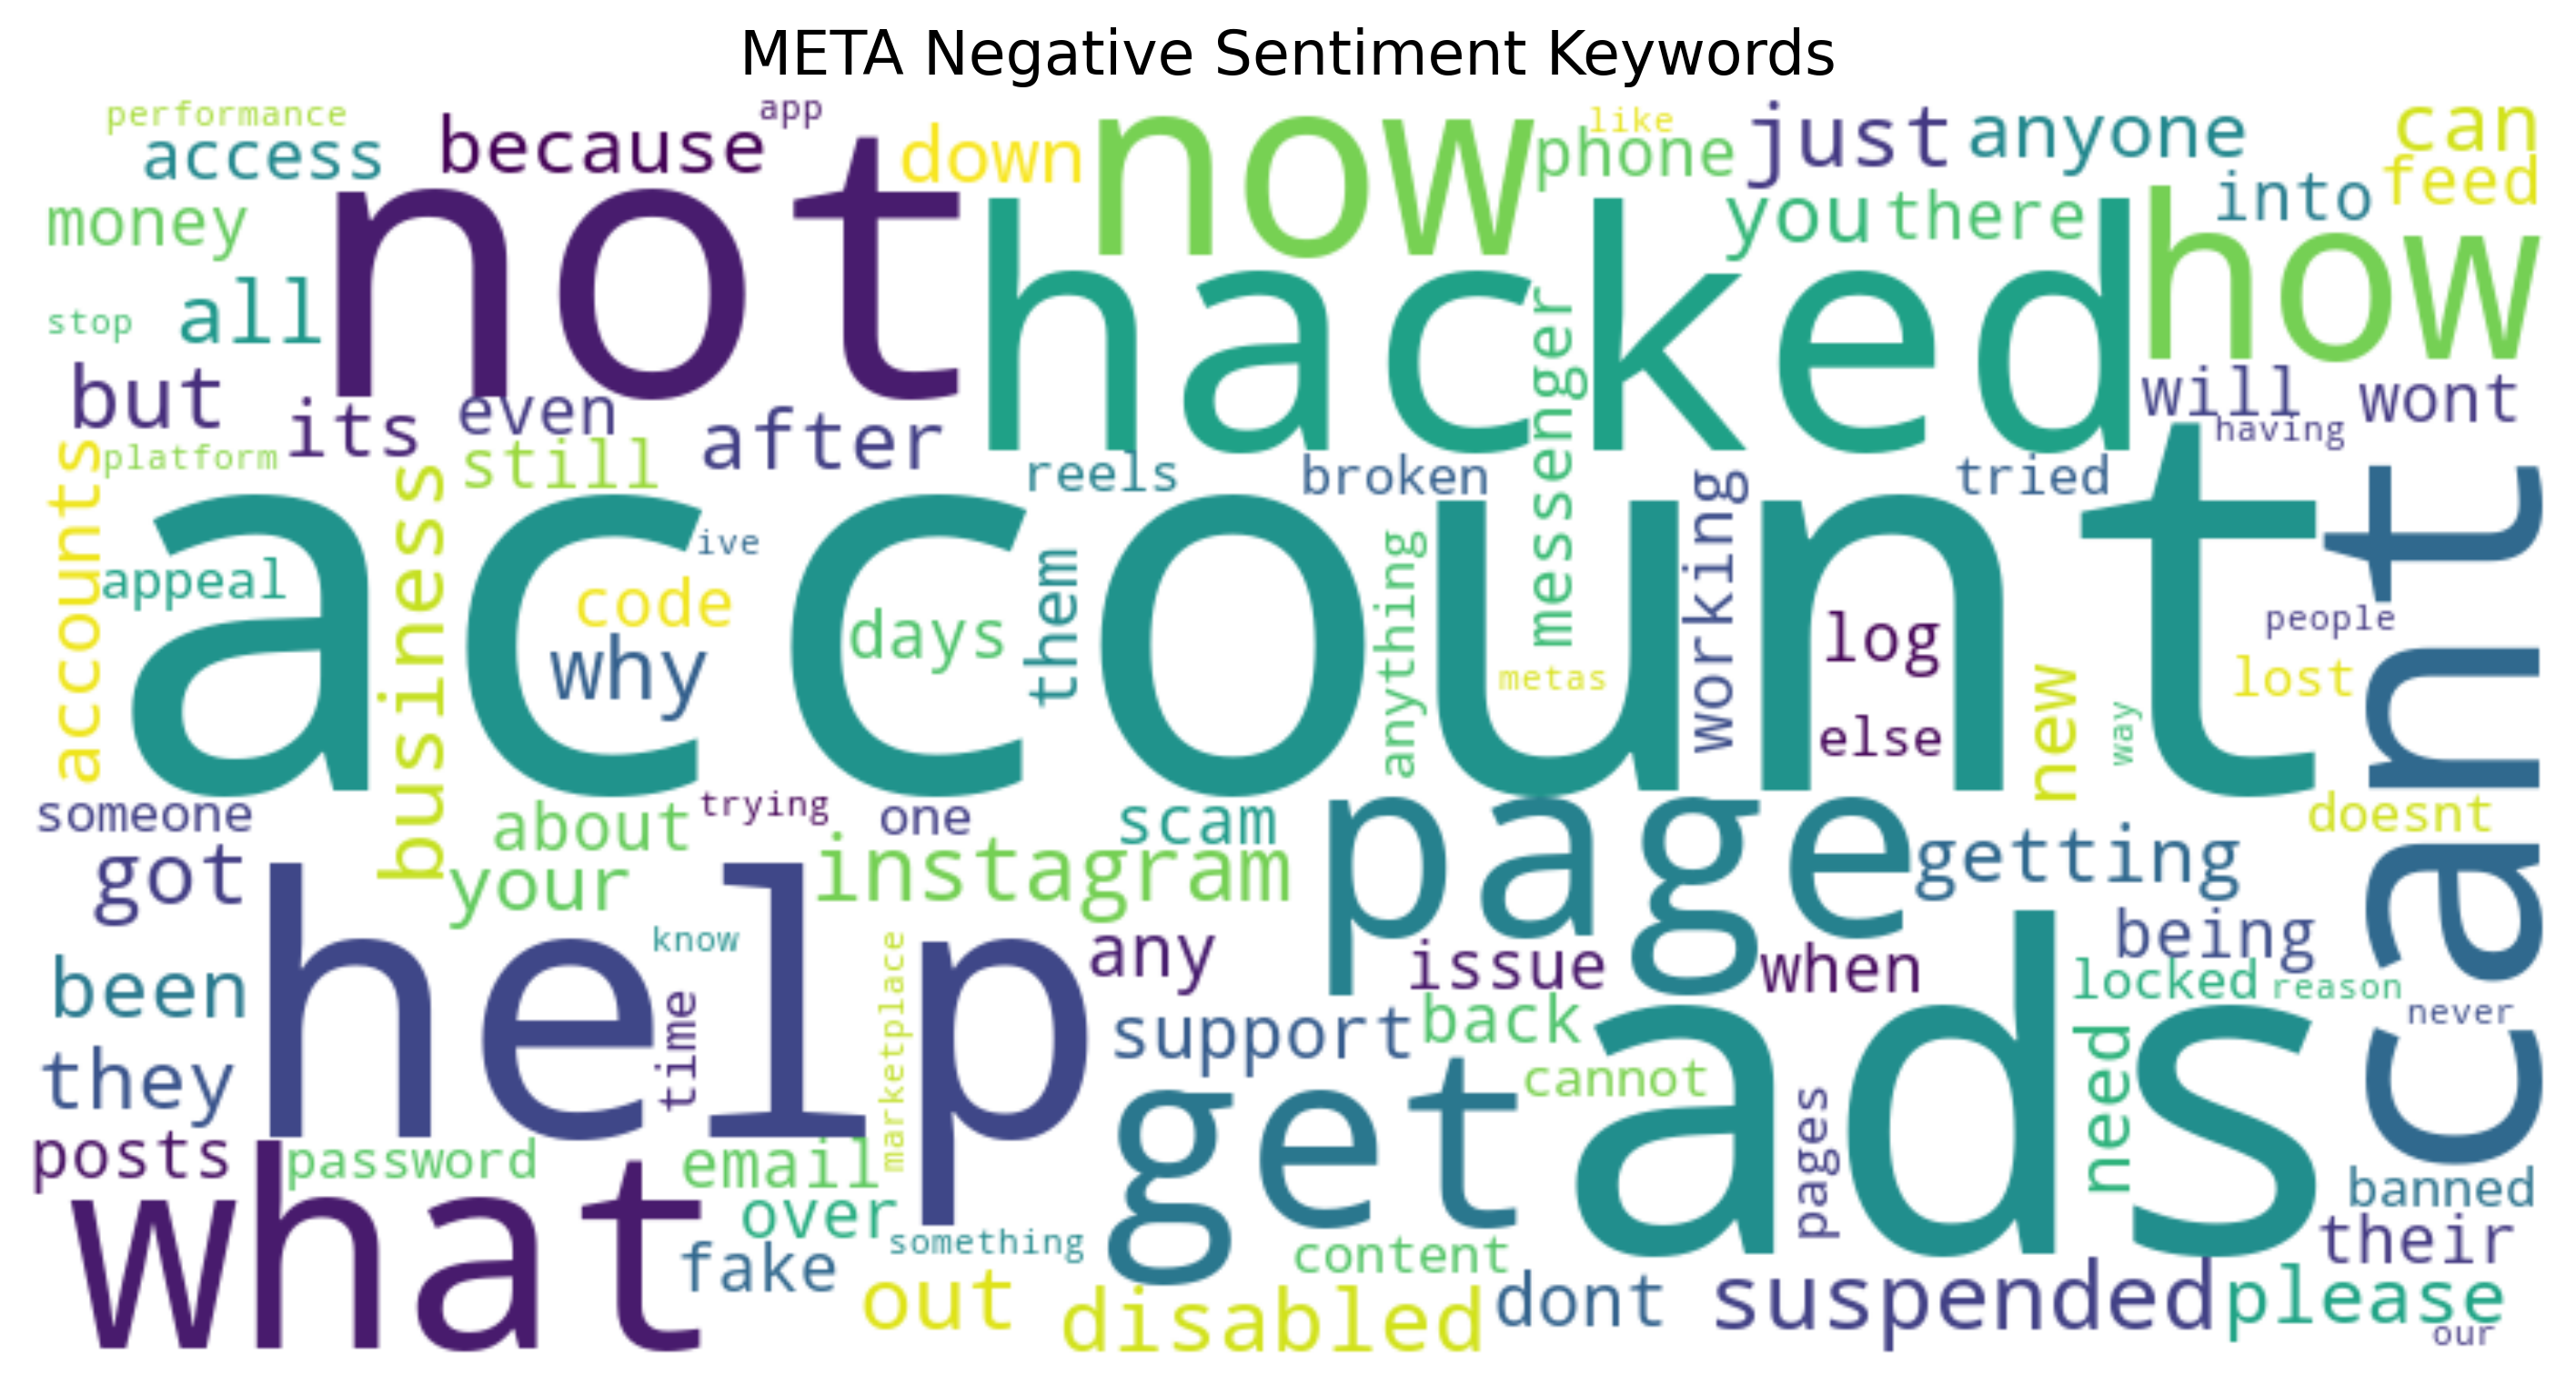 META Negative Sentiment Keywords
performance
app
like
can
access
because
down
now
phone
just
anyone
feed
money
not
hacked
you
there
into
how
stop
all
messenger
but
its
even
after
will
wont
having
accounts
platform
still
reels
broken
tried
business
account
cant
appeal
ive
code
why
days
them
anything
metas
working
log
else
new
way
people
lost
someone
about
trying
one
scam
page
doesnt
got
your
instagram
getting
help
know
any
issue
when
being
been
time
marketplace
support
back
locked
reason
never
they
get
cannot
ads
pages
need
posts
password
email
banned
what
over
something
fake
content
their
out
disabled
dont
suspended
please
our